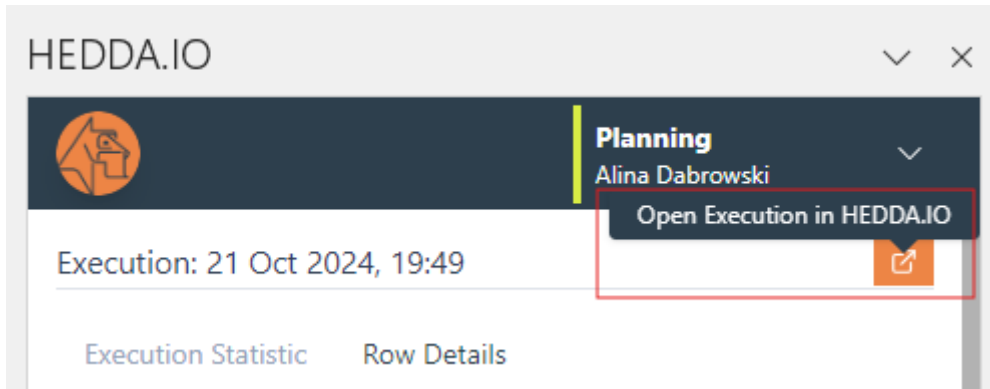 HEDDA.IO
Planning
Alina Dabrowski
Open Execution in HEDDA.IO
Execution: 21 Oct 2024, 19:49
Execution Statistic Row Details